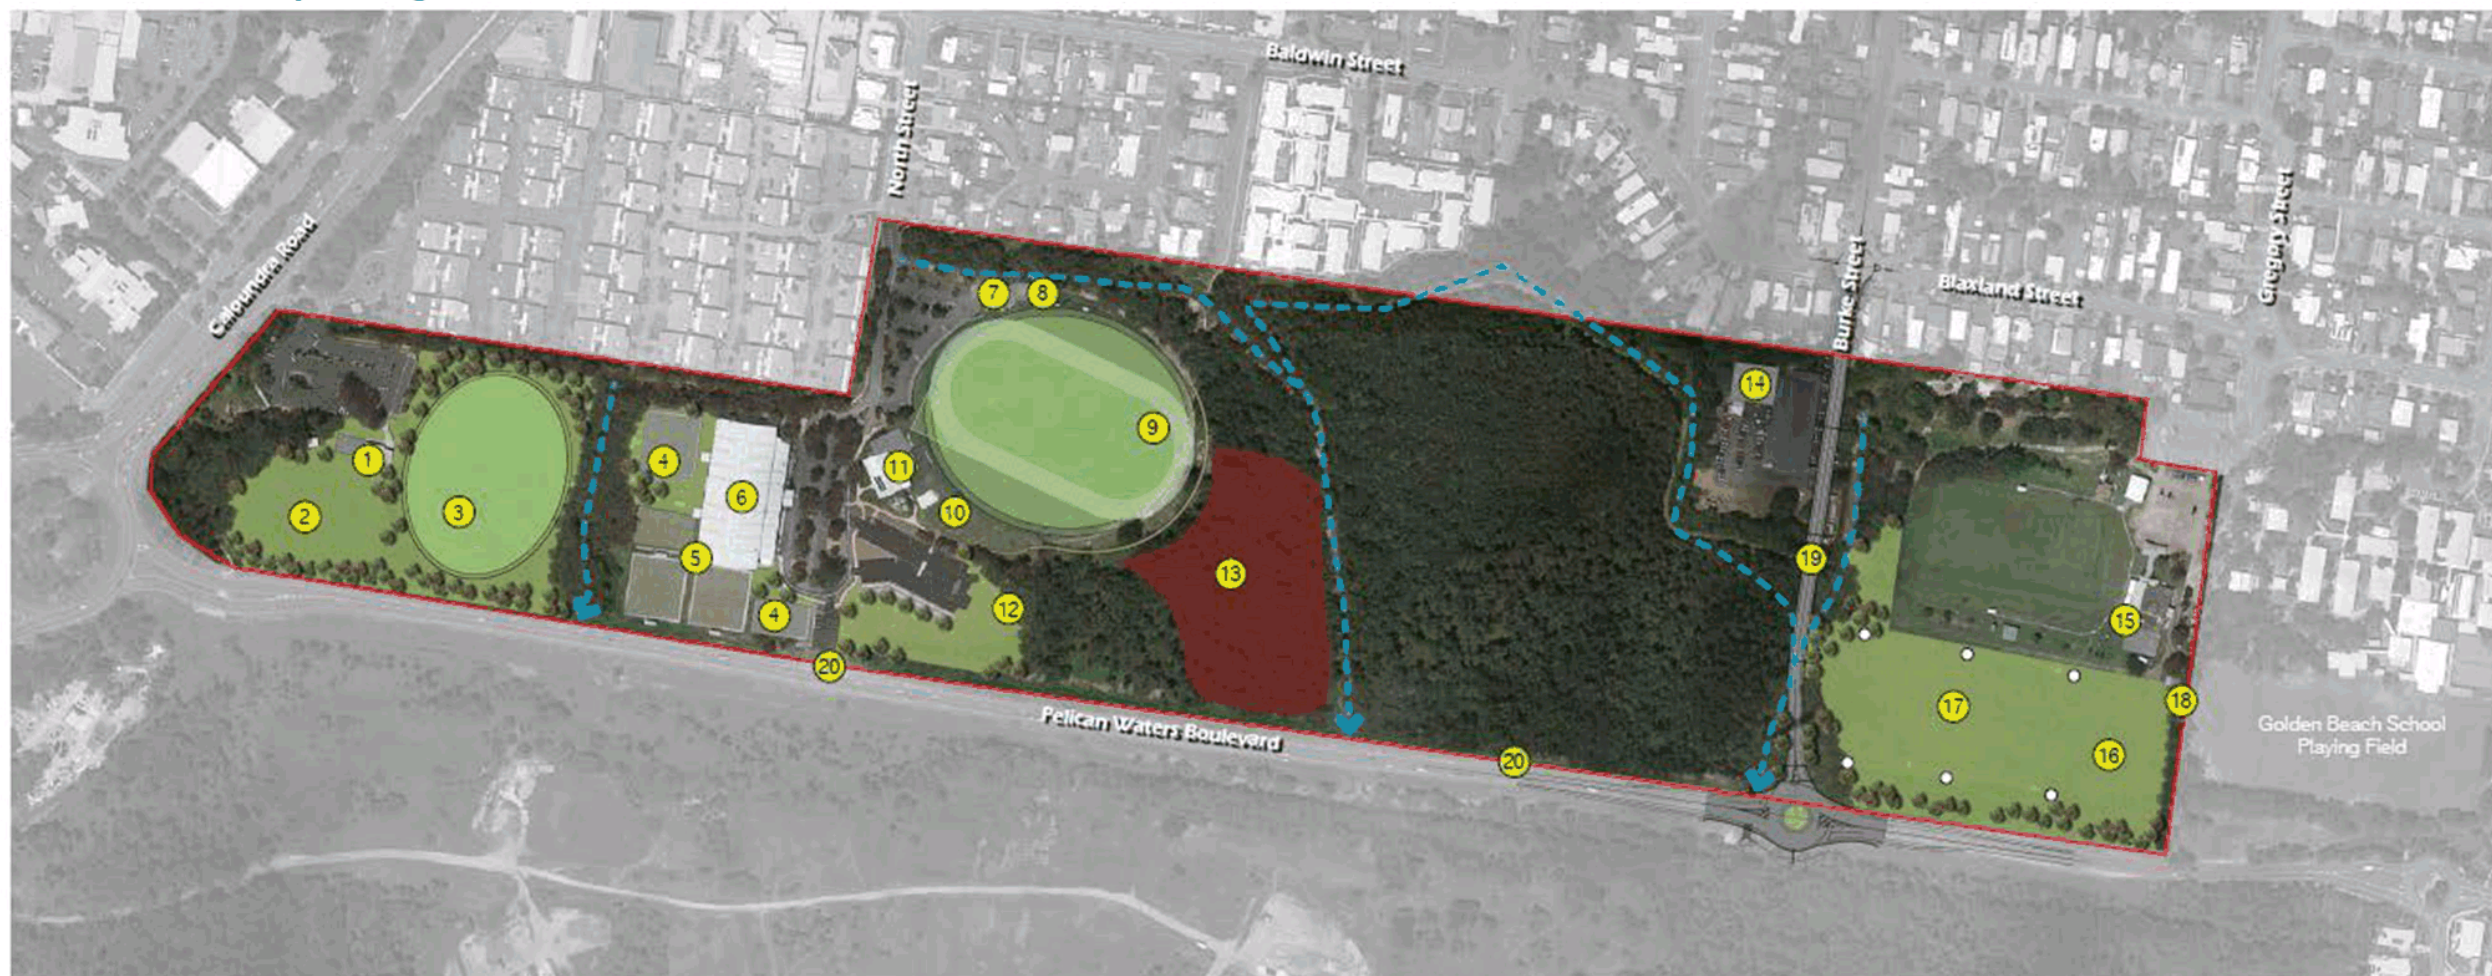 Baldwin Street
North Street
Caloundra Road
Burke Street
Blaxland Street
Gregory Street
7
8
14
9
1
4
11
6
2
3
10
5
19
13
12
4
15
20
18
17
Golden Beach School
Playing Field
Pelican Waters Boulevard
20
16